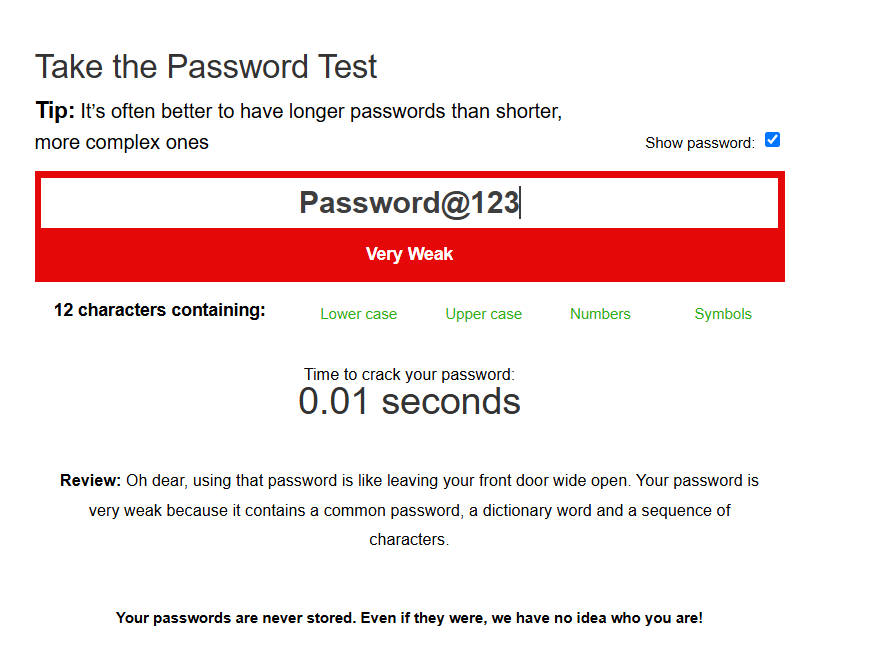 Take the Password Test
Tip: It’s often better to have longer passwords than shorter,
more complex ones
Show password:
Password@123
Very Weak
12 characters containing:
Lower case
Upper case
Numbers
Symbols
Time to crack your password:
0.01 seconds
Review: Oh dear, using that password is like leaving your front door wide open. Your password is
very weak because it contains a common password, a dictionary word and a sequence of
characters.
Your passwords are never stored. Even if they were, we have no idea who you are!